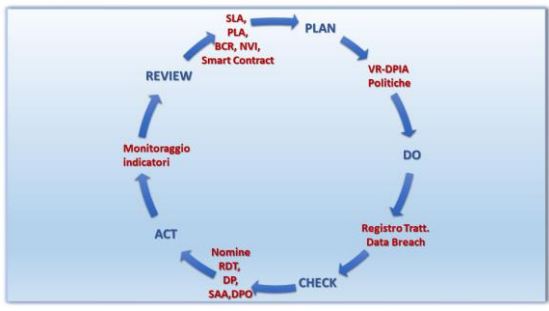 SLA,
PLA,
BCR, NVI,
Smart Contract
PLAN
VR-DPIA
Politiche
DO
Registro Tratt.
Data Breach
CHECK
Nomine
RDT,
DP,
SAA,DPO
ACT
Monitoraggio
indicatori
REVIEW